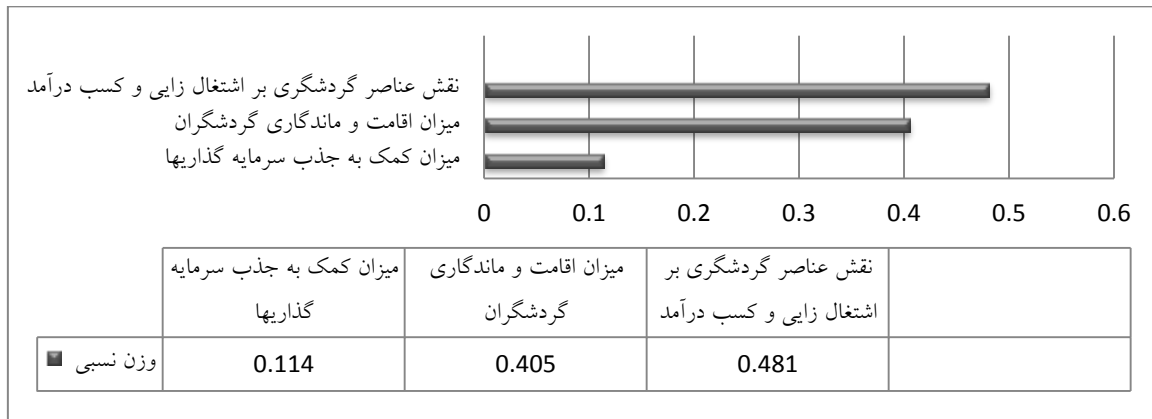 نقش عناصر گردشگری بر اشتغال زایی و کسب درآمد
میزان اقامت و ماندگاری گردشگران
میزان کمک به جذب سرمایه گذاریها
0 0.1 0.2 0.3 0.4 0.5 0.6
میزان کمک به جذب سرمایه
گذاریها
میزان اقامت و ماندگاری
گردشگران
نقش عناصر گردشگری بر
اشتغال زایی و کسب درآمد
وزن نسبی 0.114 0.405 0.481